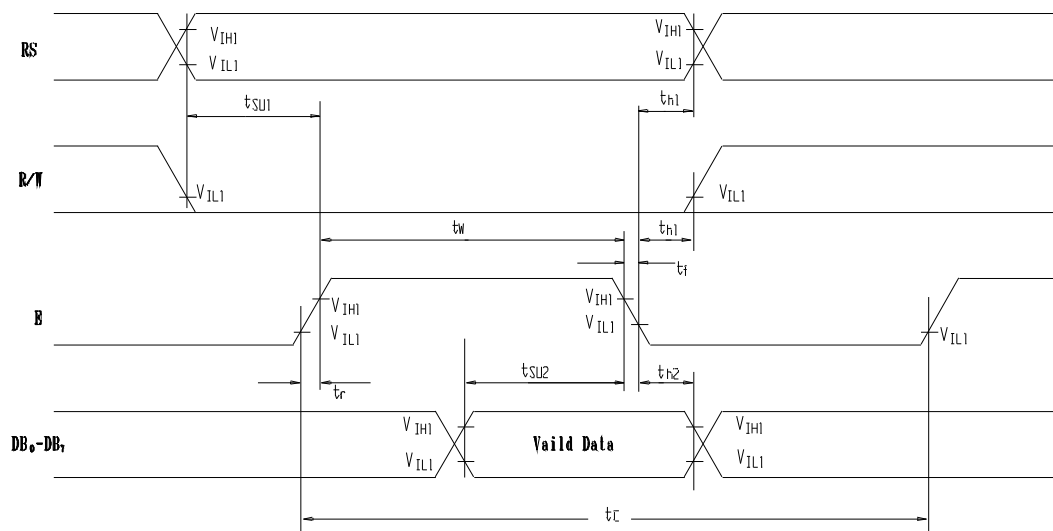 RS
V_IH1
V_IL1
V_IH1
V_IL1
t_SU1
t_h1
R/W
V_IL1
V_IL1
t_W
t_h1
t_f
E
V_IH1
V_IL1
V_IH1
V_IL1
V_IL1
t_r
t_SU2
t_h2
DB₀-DB₇
V_IH1
V_IL1
Vaild Data
V_IH1
V_IL1
t_C